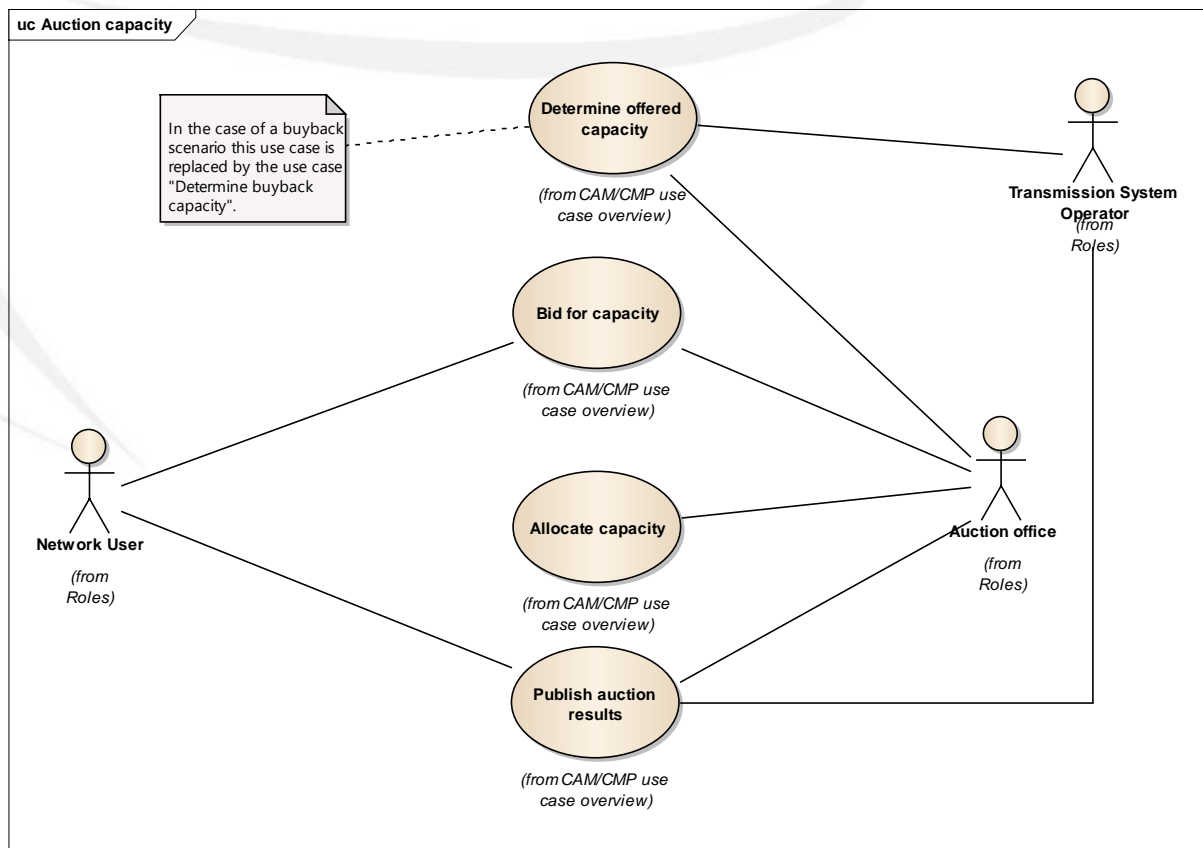 uc Auction capacity
In the case of a buyback
scenario this use case is
replaced by the use case
"Determine buyback
capacity".
Determine offered
capacity
(from CAM/CMP use
case overview)
Transmission System
Operator
(from
Roles)
Bid for capacity
(from CAM/CMP use
case overview)
Network User
(from
Roles)
Allocate capacity
(from CAM/CMP use
case overview)
Auction office
(from
Roles)
Publish auction
results
(from CAM/CMP use
case overview)